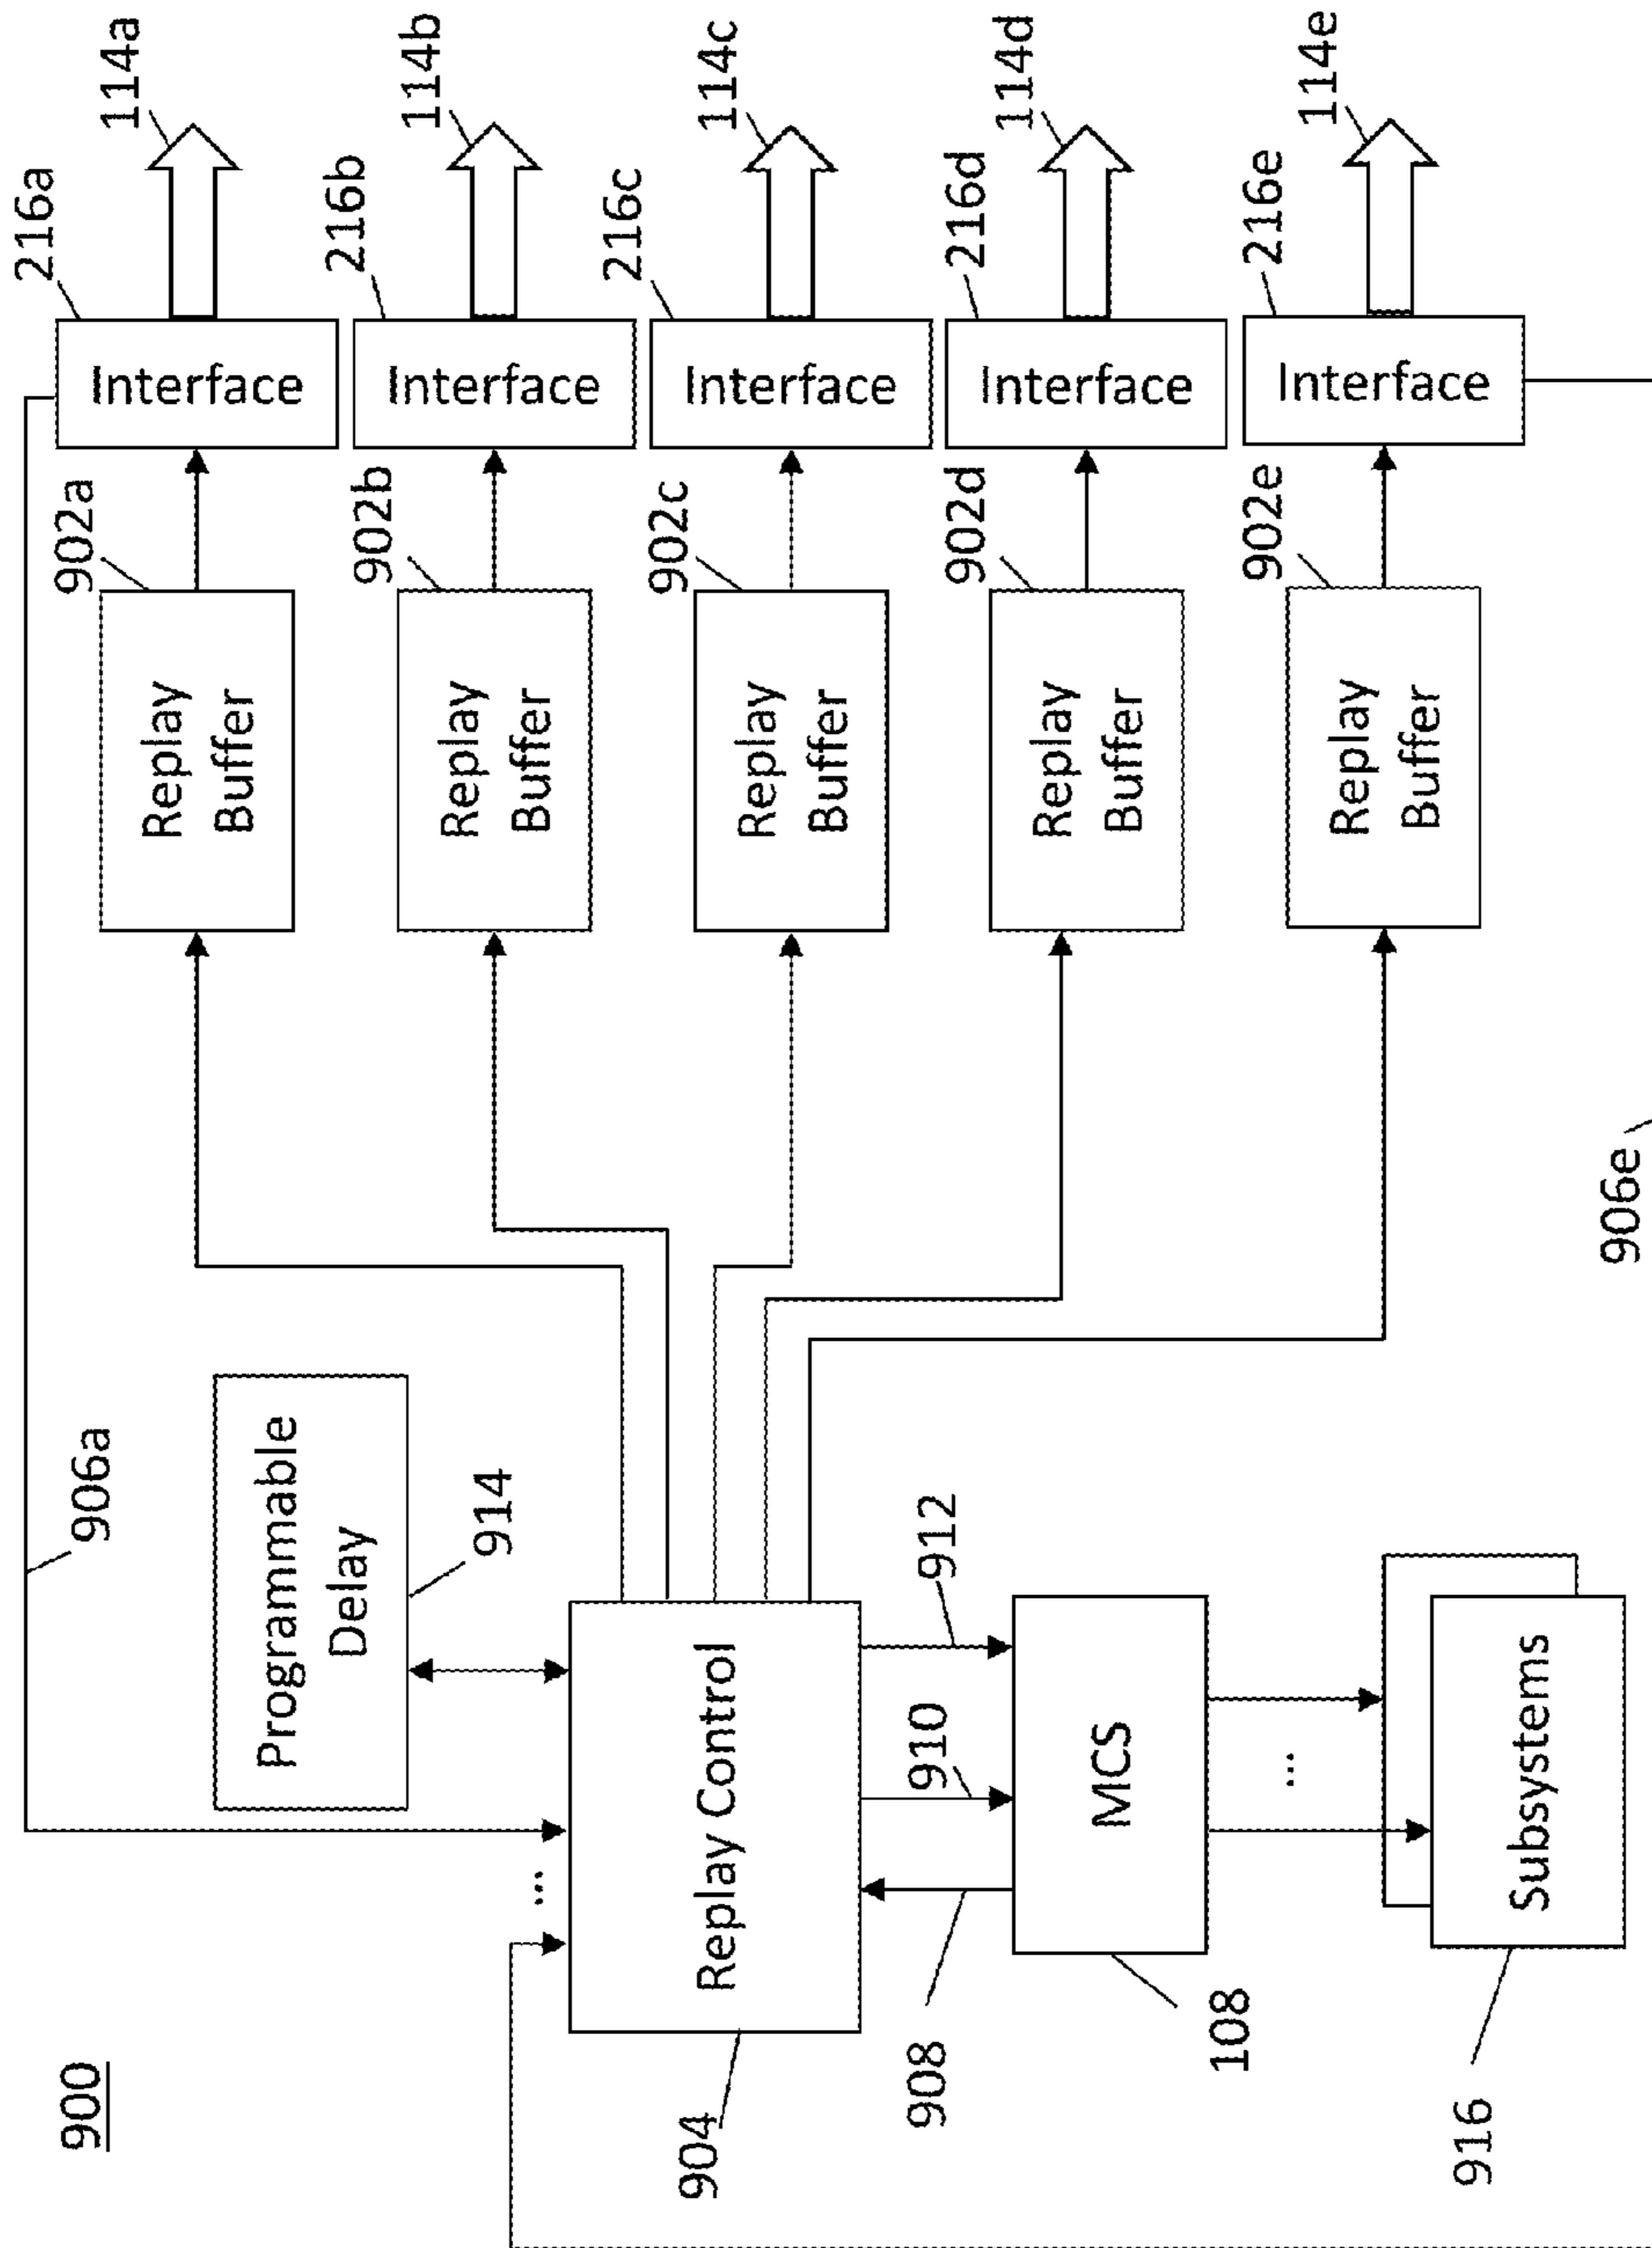 900
906a
Programmable
Delay
914
Replay Control
904
...
908
910
912
MCS
108
...
Subsystems
916
Replay
Buffer
902a
Interface
216a
114a
Replay
Buffer
902b
Interface
216b
114b
Replay
Buffer
902c
Interface
216c
114c
Replay
Buffer
902d
Interface
216d
114d
Replay
Buffer
902e
Interface
216e
114e
906e